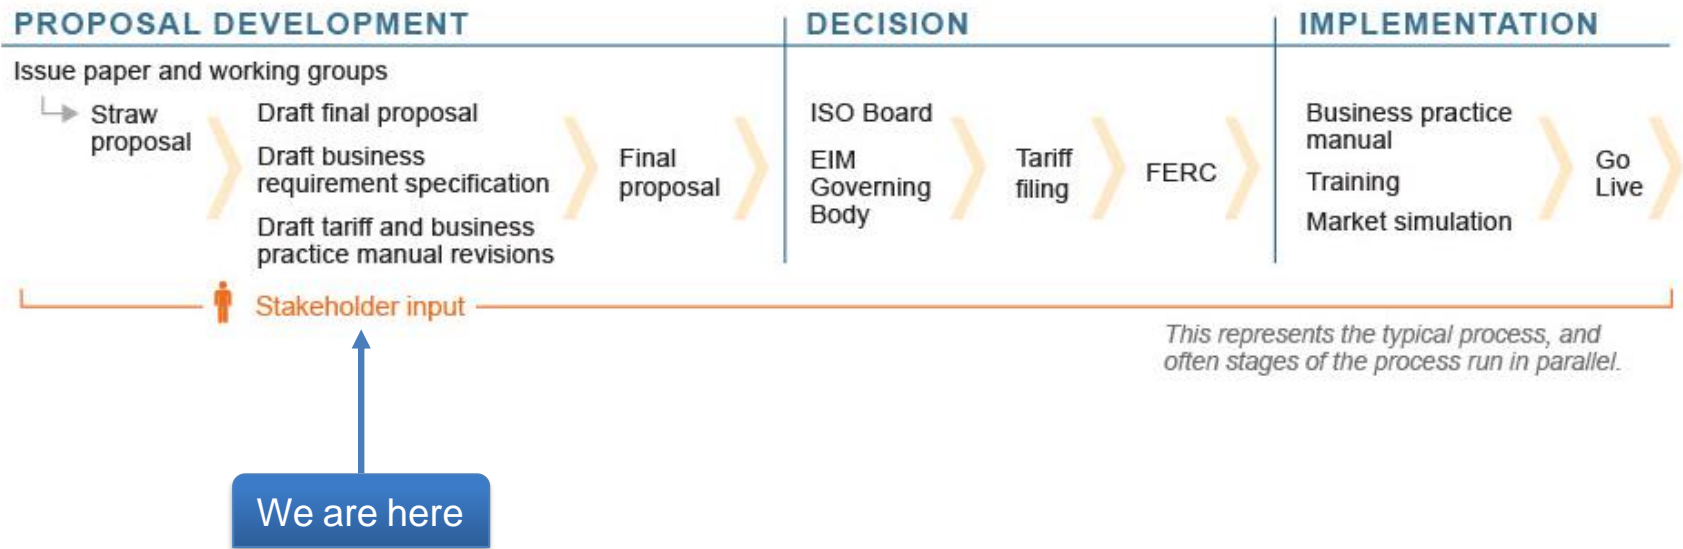 PROPOSAL DEVELOPMENT
Issue paper and working groups
Straw
proposal
Draft final proposal
Draft business
requirement specification
Draft tariff and business
practice manual revisions
Final
proposal
DECISION
ISO Board
EIM
Governing
Body
Tariff
filing
FERC
IMPLEMENTATION
Business practice
manual
Training
Market simulation
Go
Live
Stakeholder input
This represents the typical process, and
often stages of the process run in parallel.
We are here